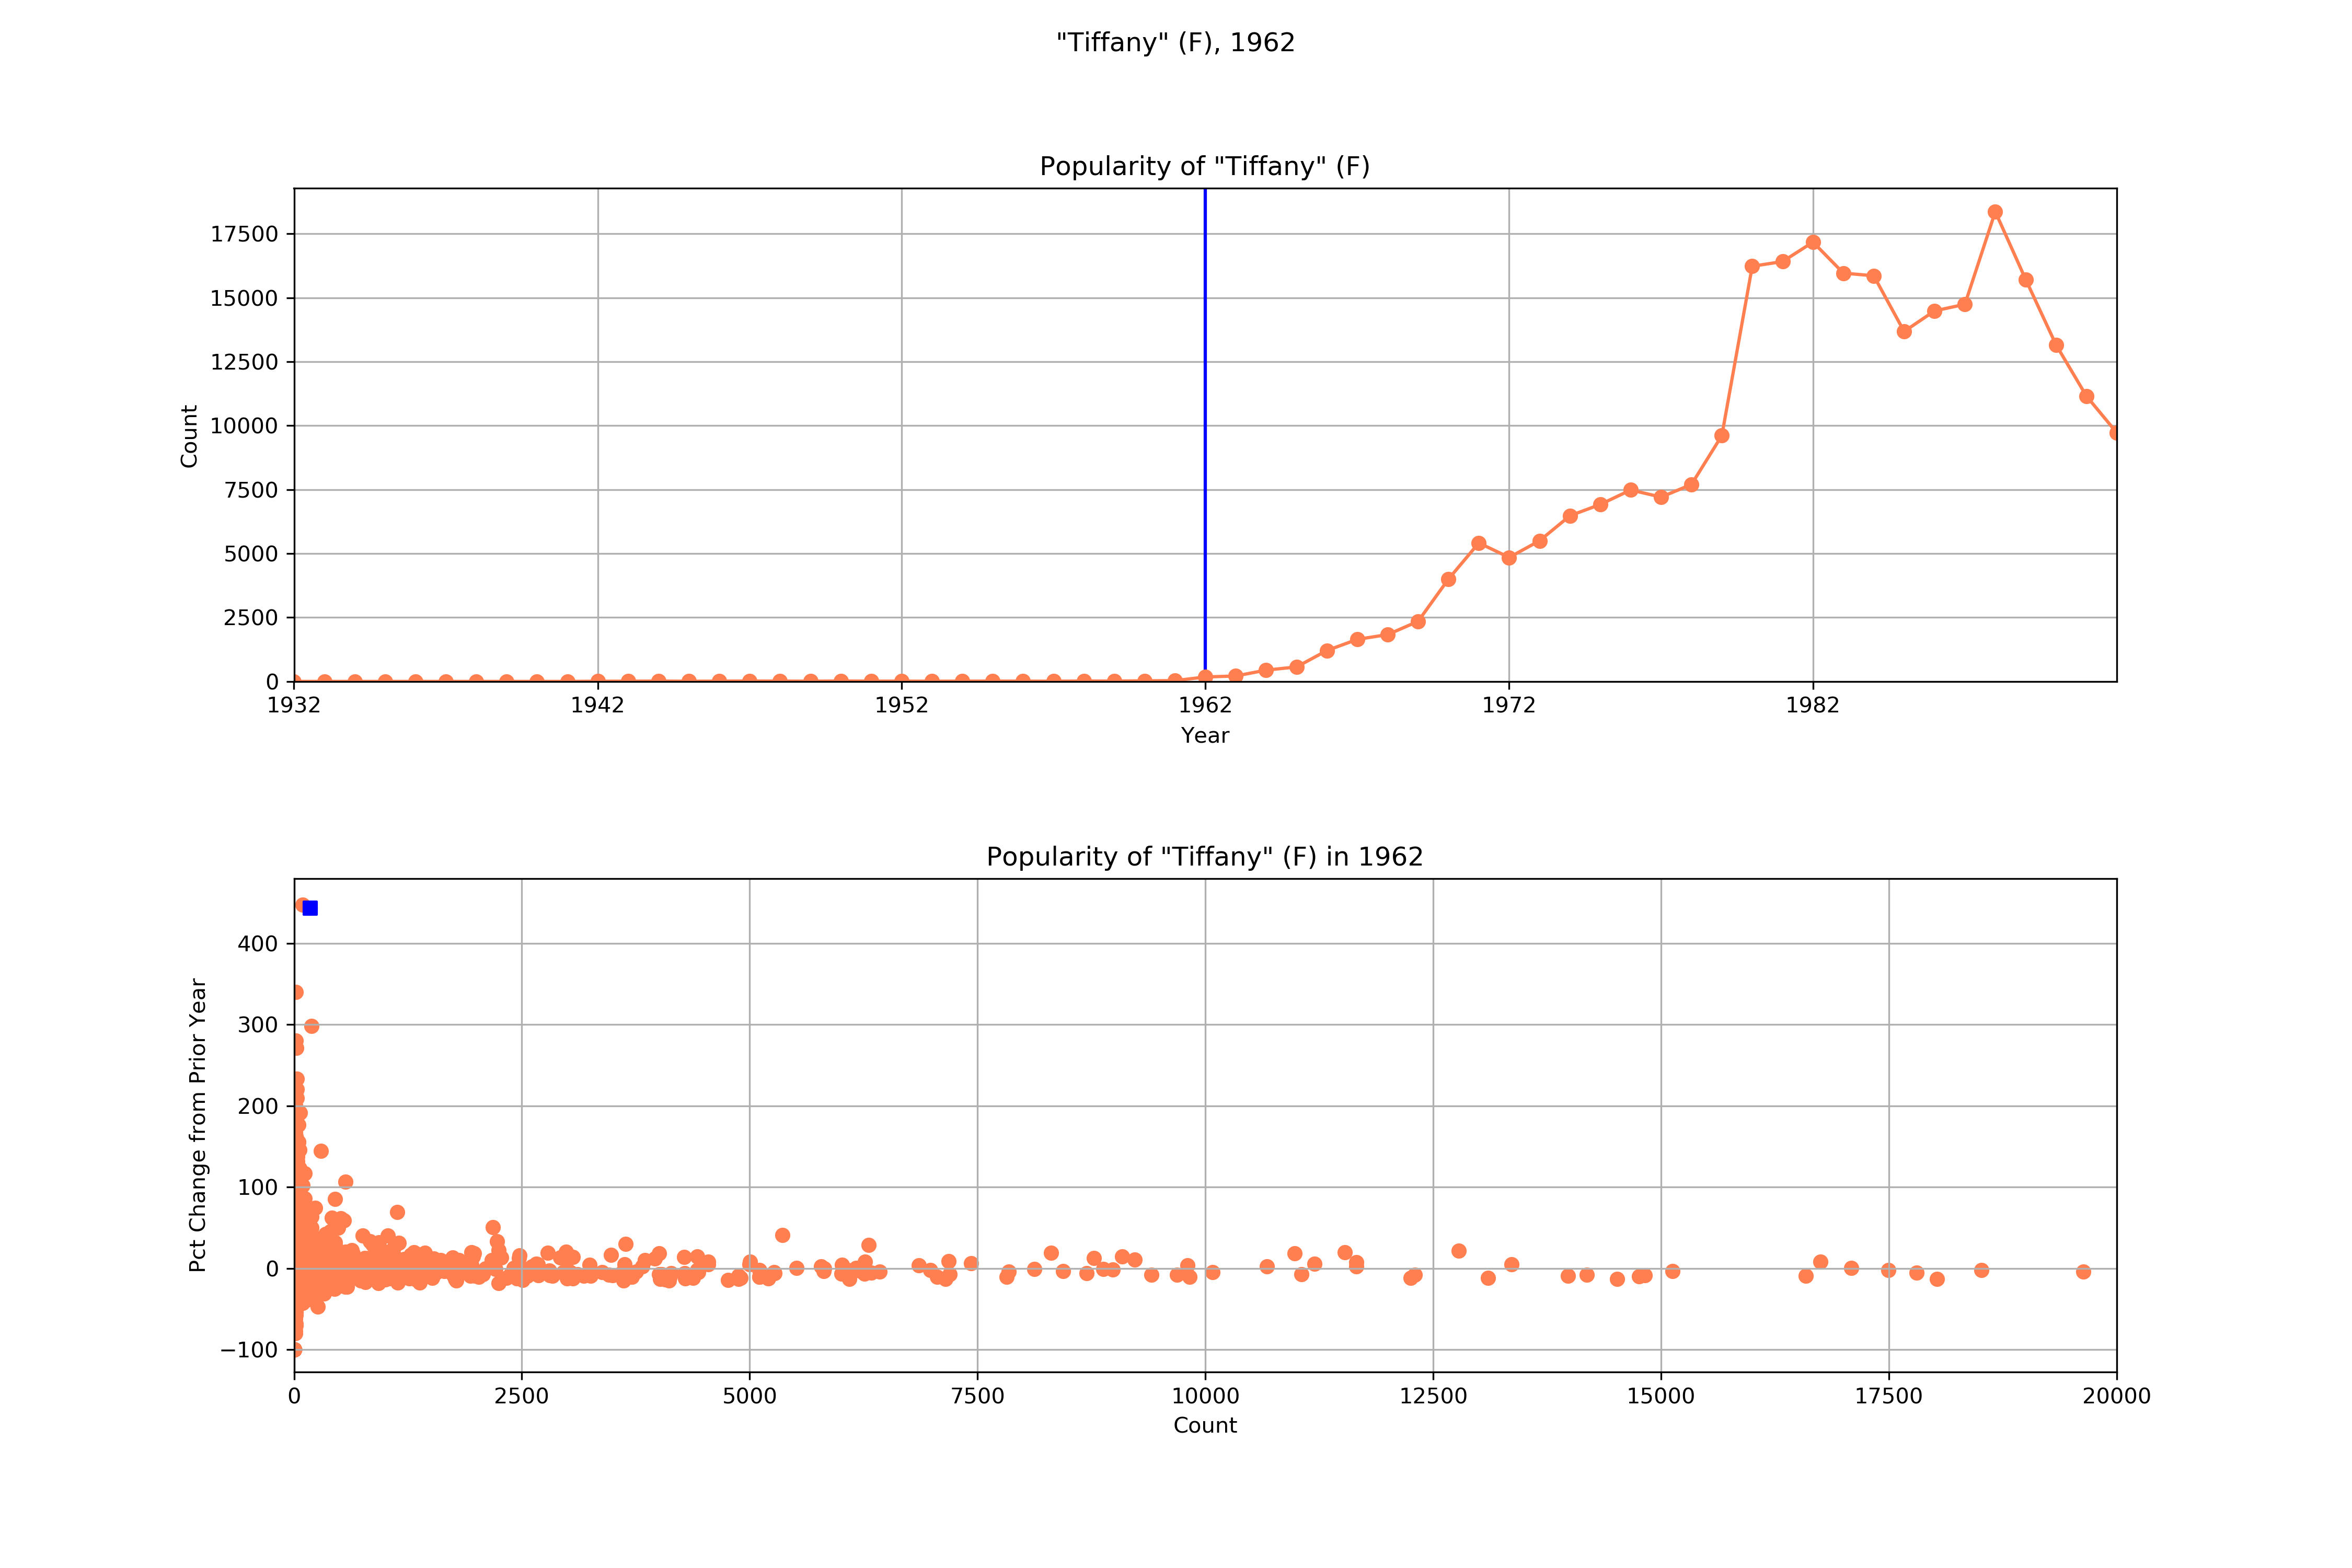 "Tiffany" (F), 1962
Popularity of "Tiffany" (F)
17500
15000
12500
10000
7500
5000
2500
0
Count
1932 1942 1952 1962 1972 1982
Year
Popularity of "Tiffany" (F) in 1962
400
300
200
100
0
−100
Pct Change from Prior Year
0 2500 5000 7500 10000 12500 15000 17500 20000
Count